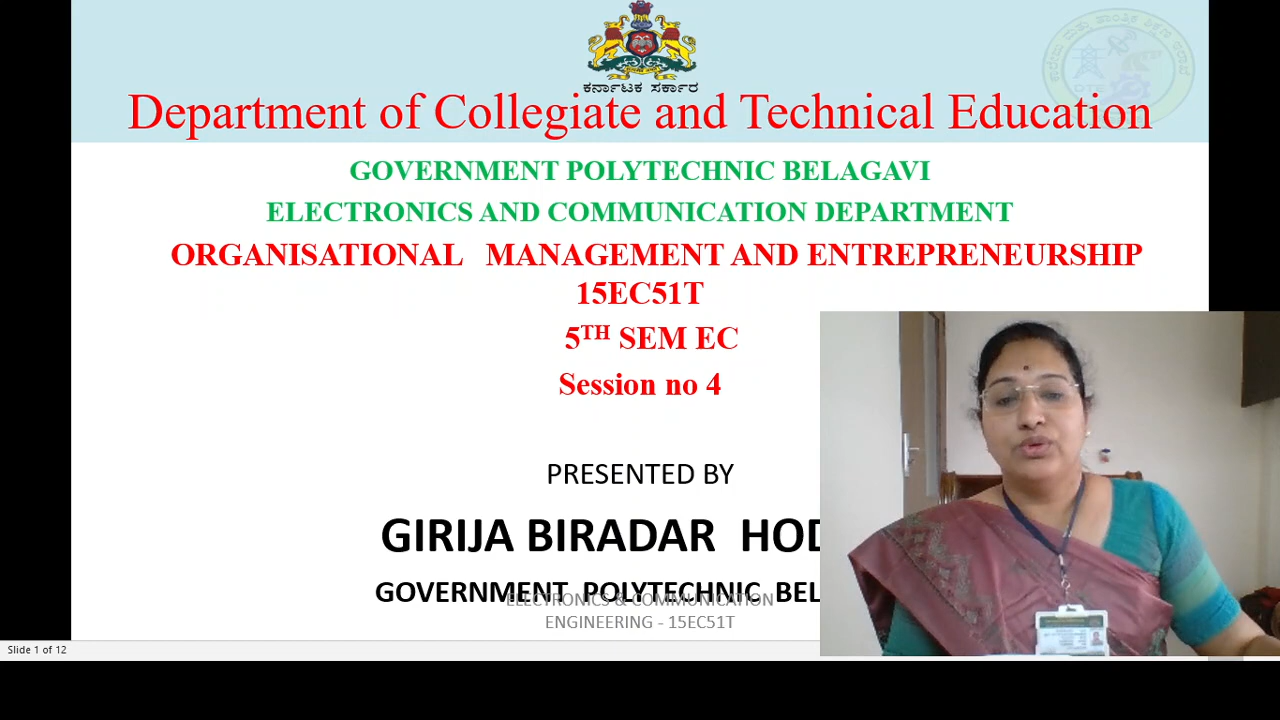 ಕರ್ನಾಟಕ ಸರ್ಕಾರ
Department of Collegiate and Technical Education
GOVERNMENT POLYTECHNIC BELAGAVI
ELECTRONICS AND COMMUNICATION DEPARTMENT
ORGANISATIONAL MANAGEMENT AND ENTREPRENEURSHIP
15EC51T
5TH SEM EC
Session no 4
PRESENTED BY
GIRIJA BIRADAR HOD
GOVERNMENT POLYTECHNIC BEL
ELECTRONICS & COMMUNICATION
ENGINEERING - 15EC51T
Slide 1 of 12